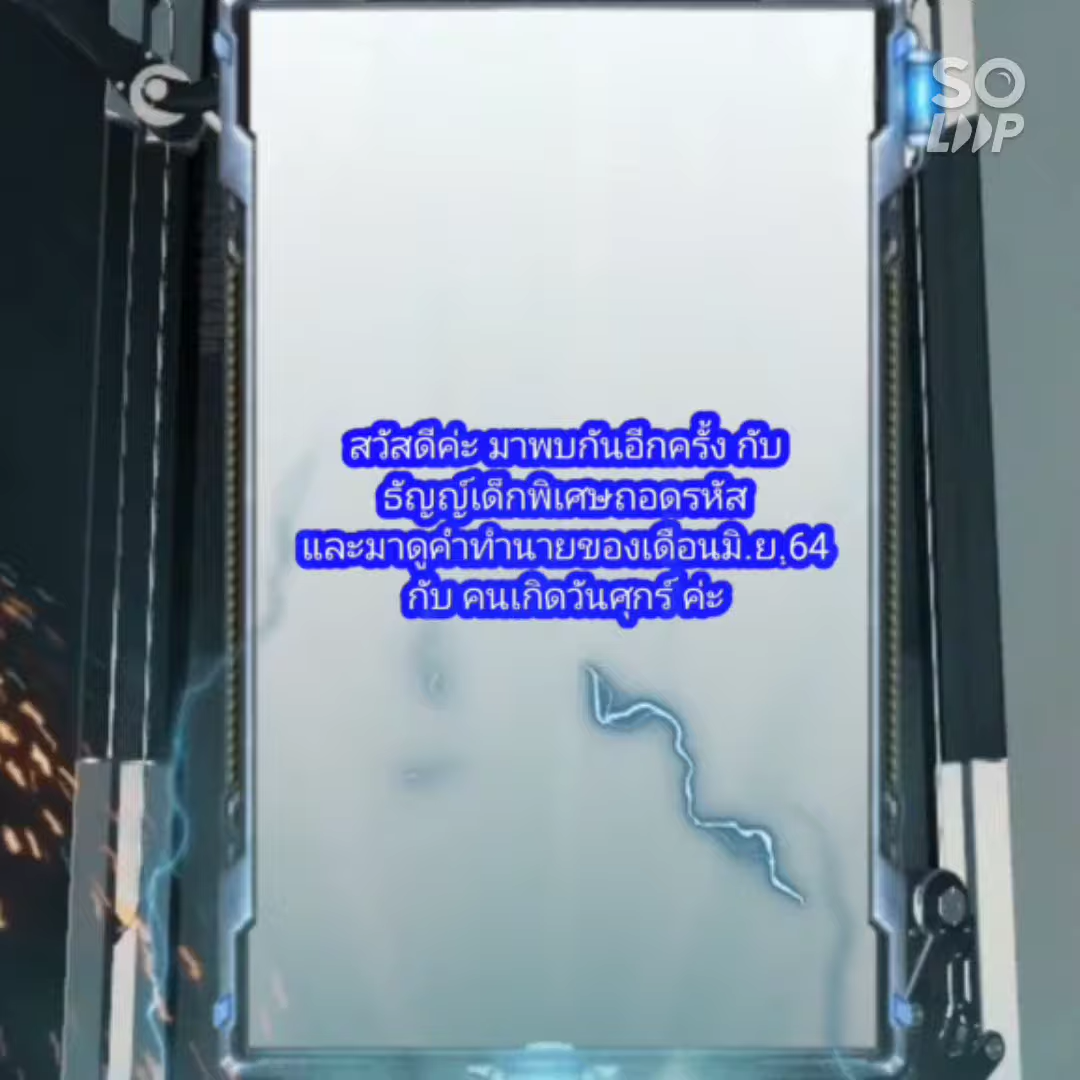 SO
LOOP
สวัสดีค่ะ มาพบกันอีกครั้ง กับ
ธัญญ์เด็กพิเศษถอดรหัส
และมาดูคำทำนายของเดือนมิ.ย.64
กับ คนเกิดวันศุกร์ ค่ะ